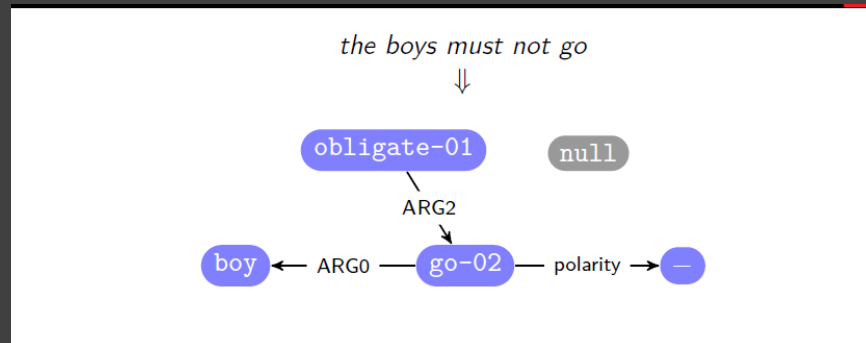 the boys must not go
⇓
obligate-01 null
ARG2
boy ARG0 go-02 polarity –